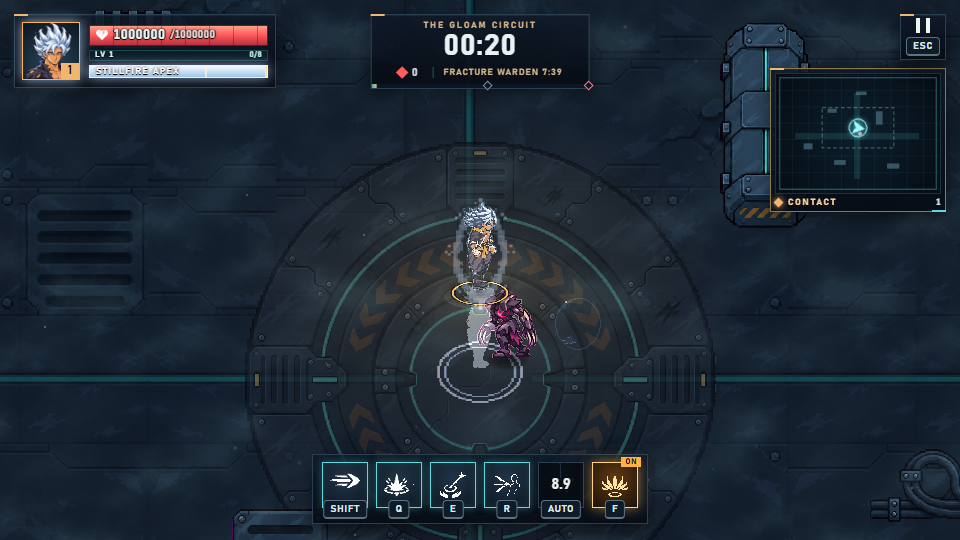 1000000 /1000000
LV 1
0/8
1
STILLFIRE APEX
THE GLOAM CIRCUIT
00:20
0
FRACTURE WARDEN 7:39
ESC
CONTACT
1
ON
8.9
SHIFT
Q
E
R
AUTO
F